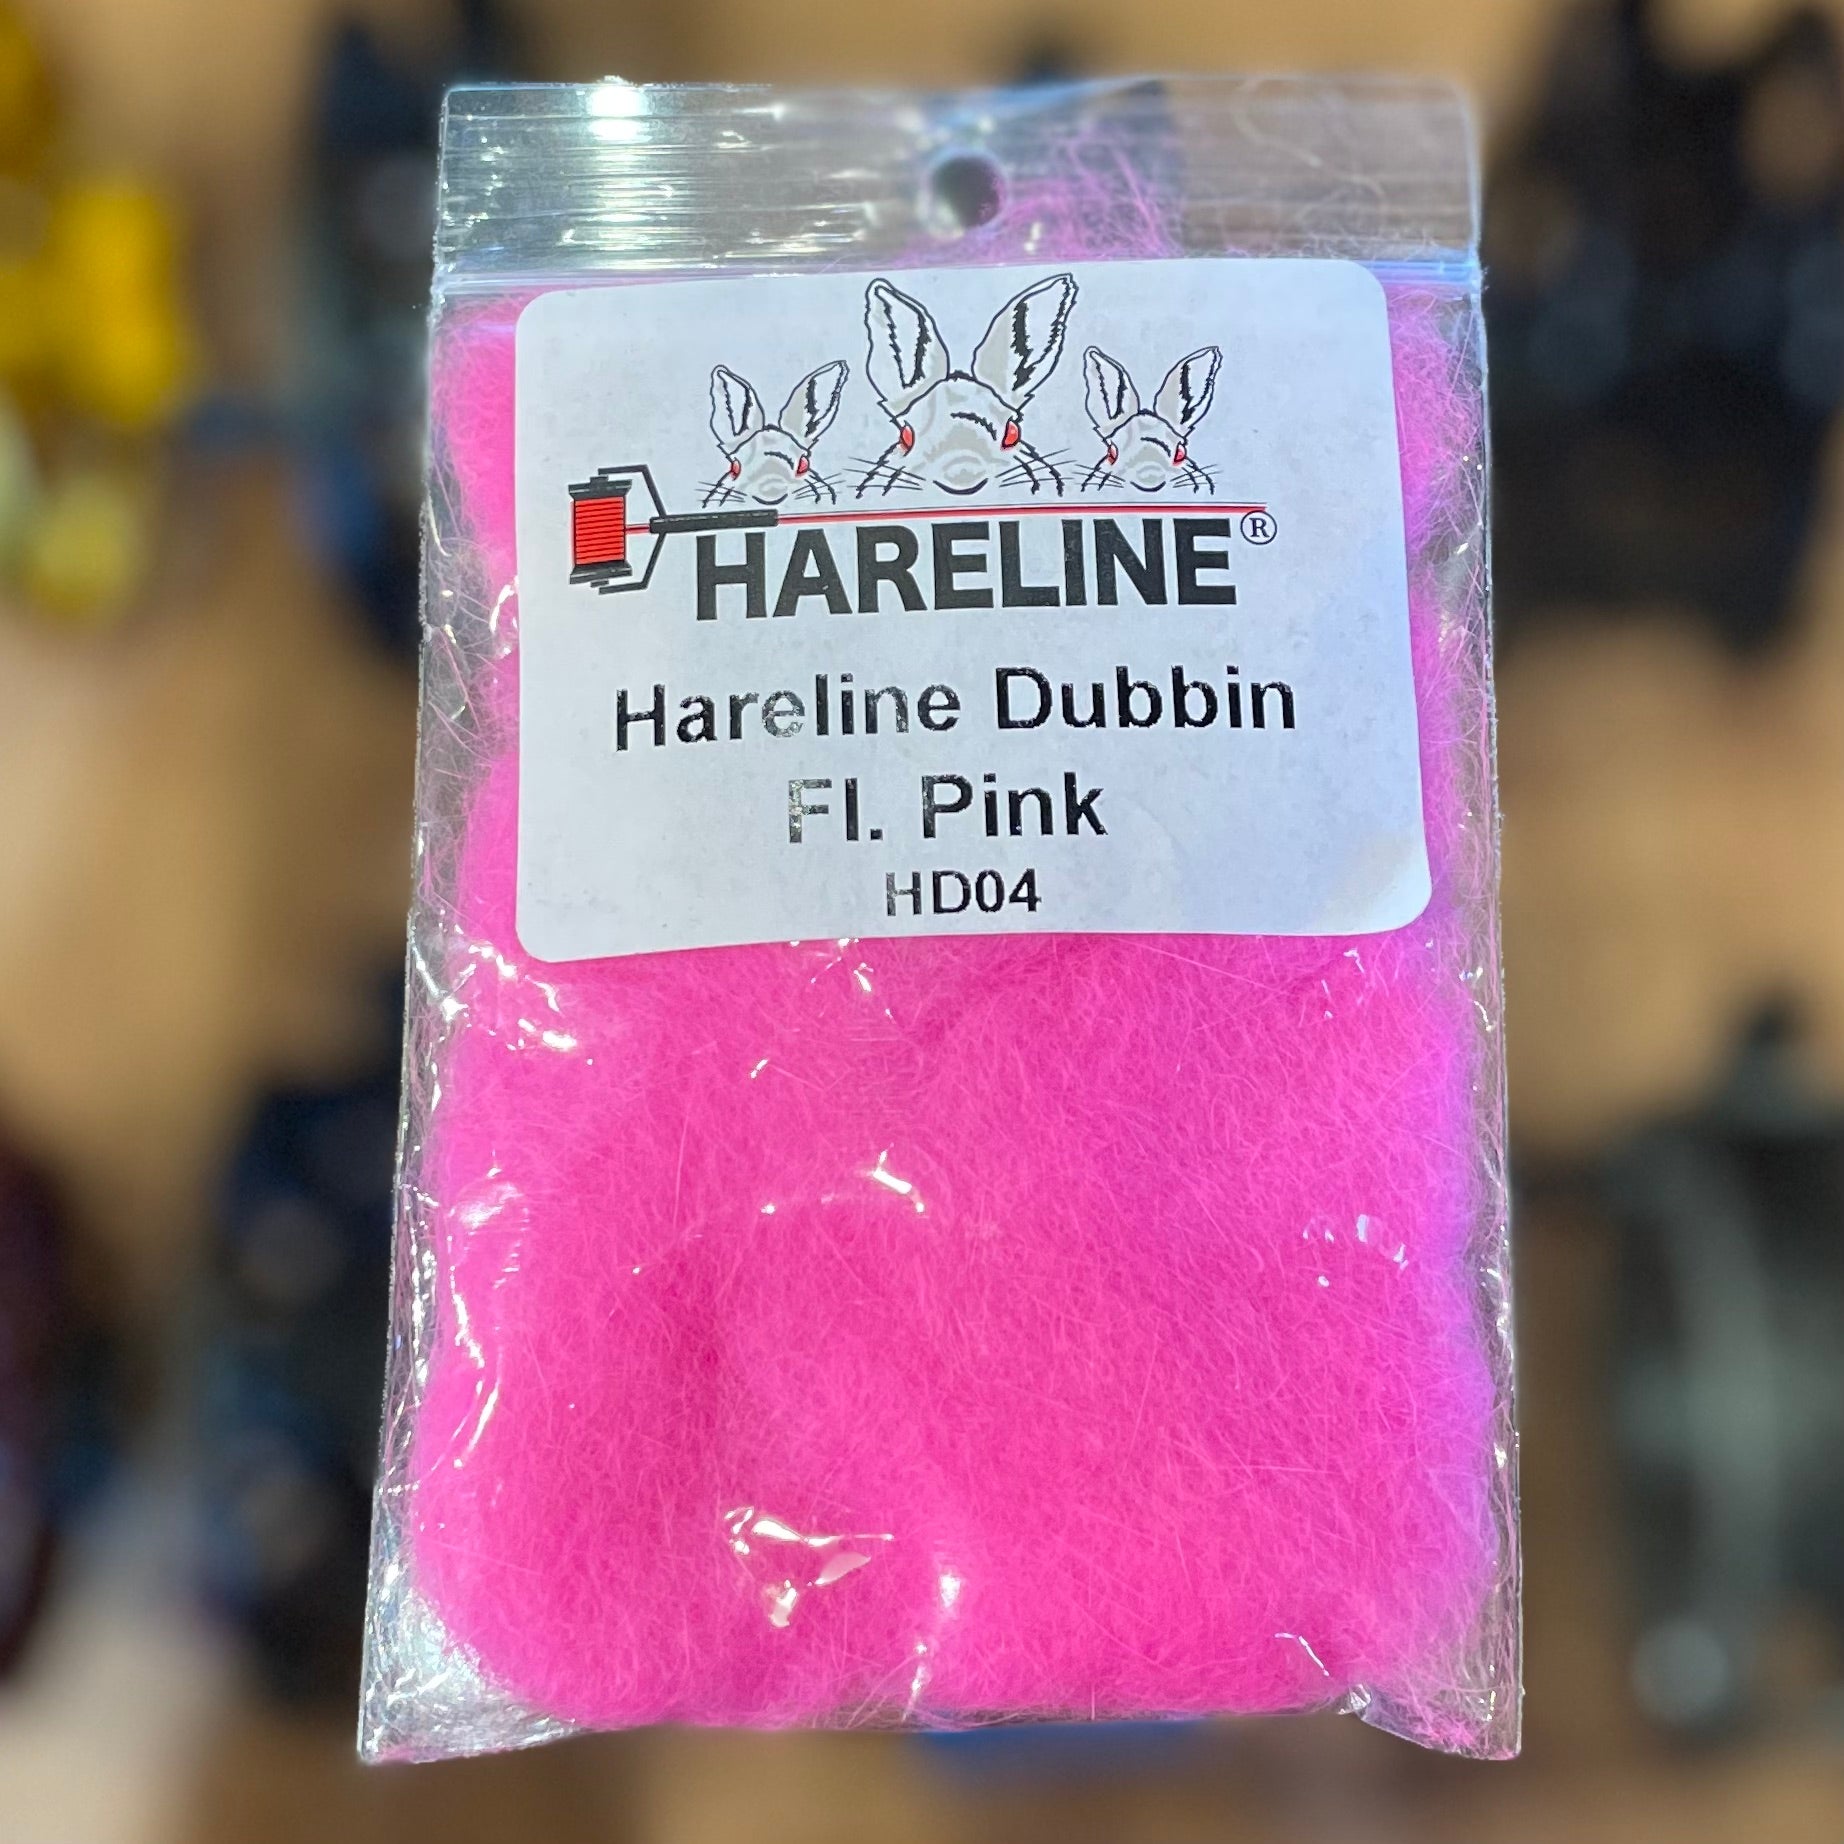 HARELINE®
Hareline Dubbin
Fl. Pink
HD04